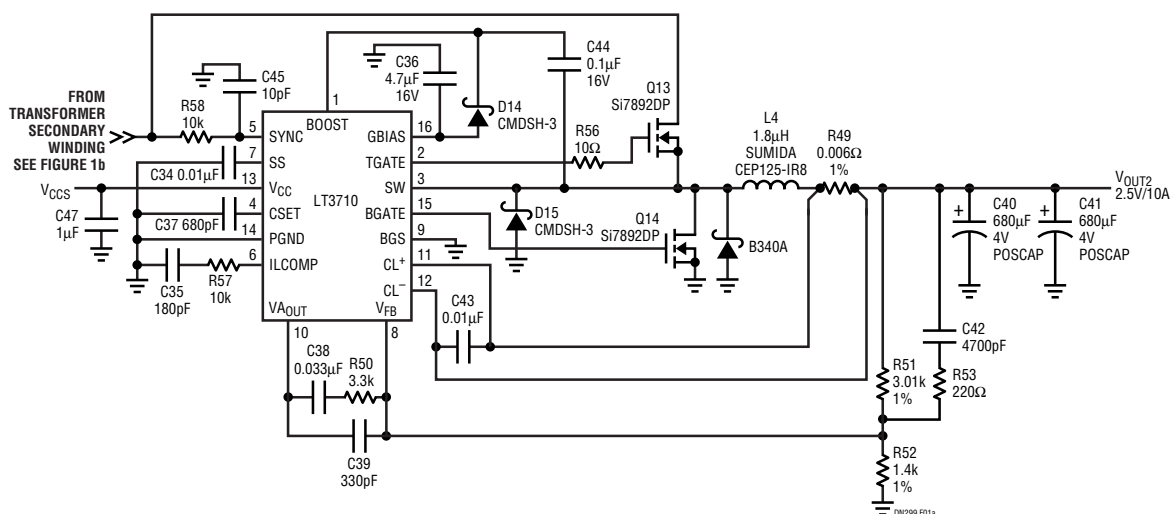 FROM
TRANSFORMER
SECONDARY
WINDING
SEE FIGURE 1b
R58
10k
C45
10pF
C36
4.7µF
16V
D14
CMDSH-3
C44
0.1µF
16V
Q13
Si7892DP
R56
10Ω
L4
1.8µH
SUMIDA
CEP125-IR8
R49
0.006Ω
1%
VOUT2
2.5V/10A
VCCS
C47
1µF
C34 0.01µF
C37 680pF
C35
180pF
R57
10k
1
BOOST
5
SYNC
7
SS
13
VCC
4
CSET
14
PGND
6
ILCOMP
LT3710
GBIAS
16
TGATE
2
SW
3
BGATE
15
BGS
9
CL+
11
CL–
12
VAOUT
10
VFB
8
D15
CMDSH-3
Q14
Si7892DP
B340A
C43
0.01µF
C38
0.033µF
R50
3.3k
C39
330pF
+
C40
680µF
4V
POSCAP
+
C41
680µF
4V
POSCAP
C42
4700pF
R51
3.01k
1%
R53
220Ω
R52
1.4k
1%
DN299 F01a